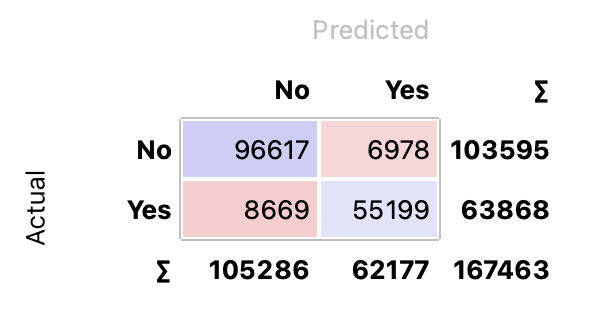 Predicted
No Yes Σ
No 96617 6978 103595
Actual
Yes 8669 55199 63868
Σ 105286 62177 167463